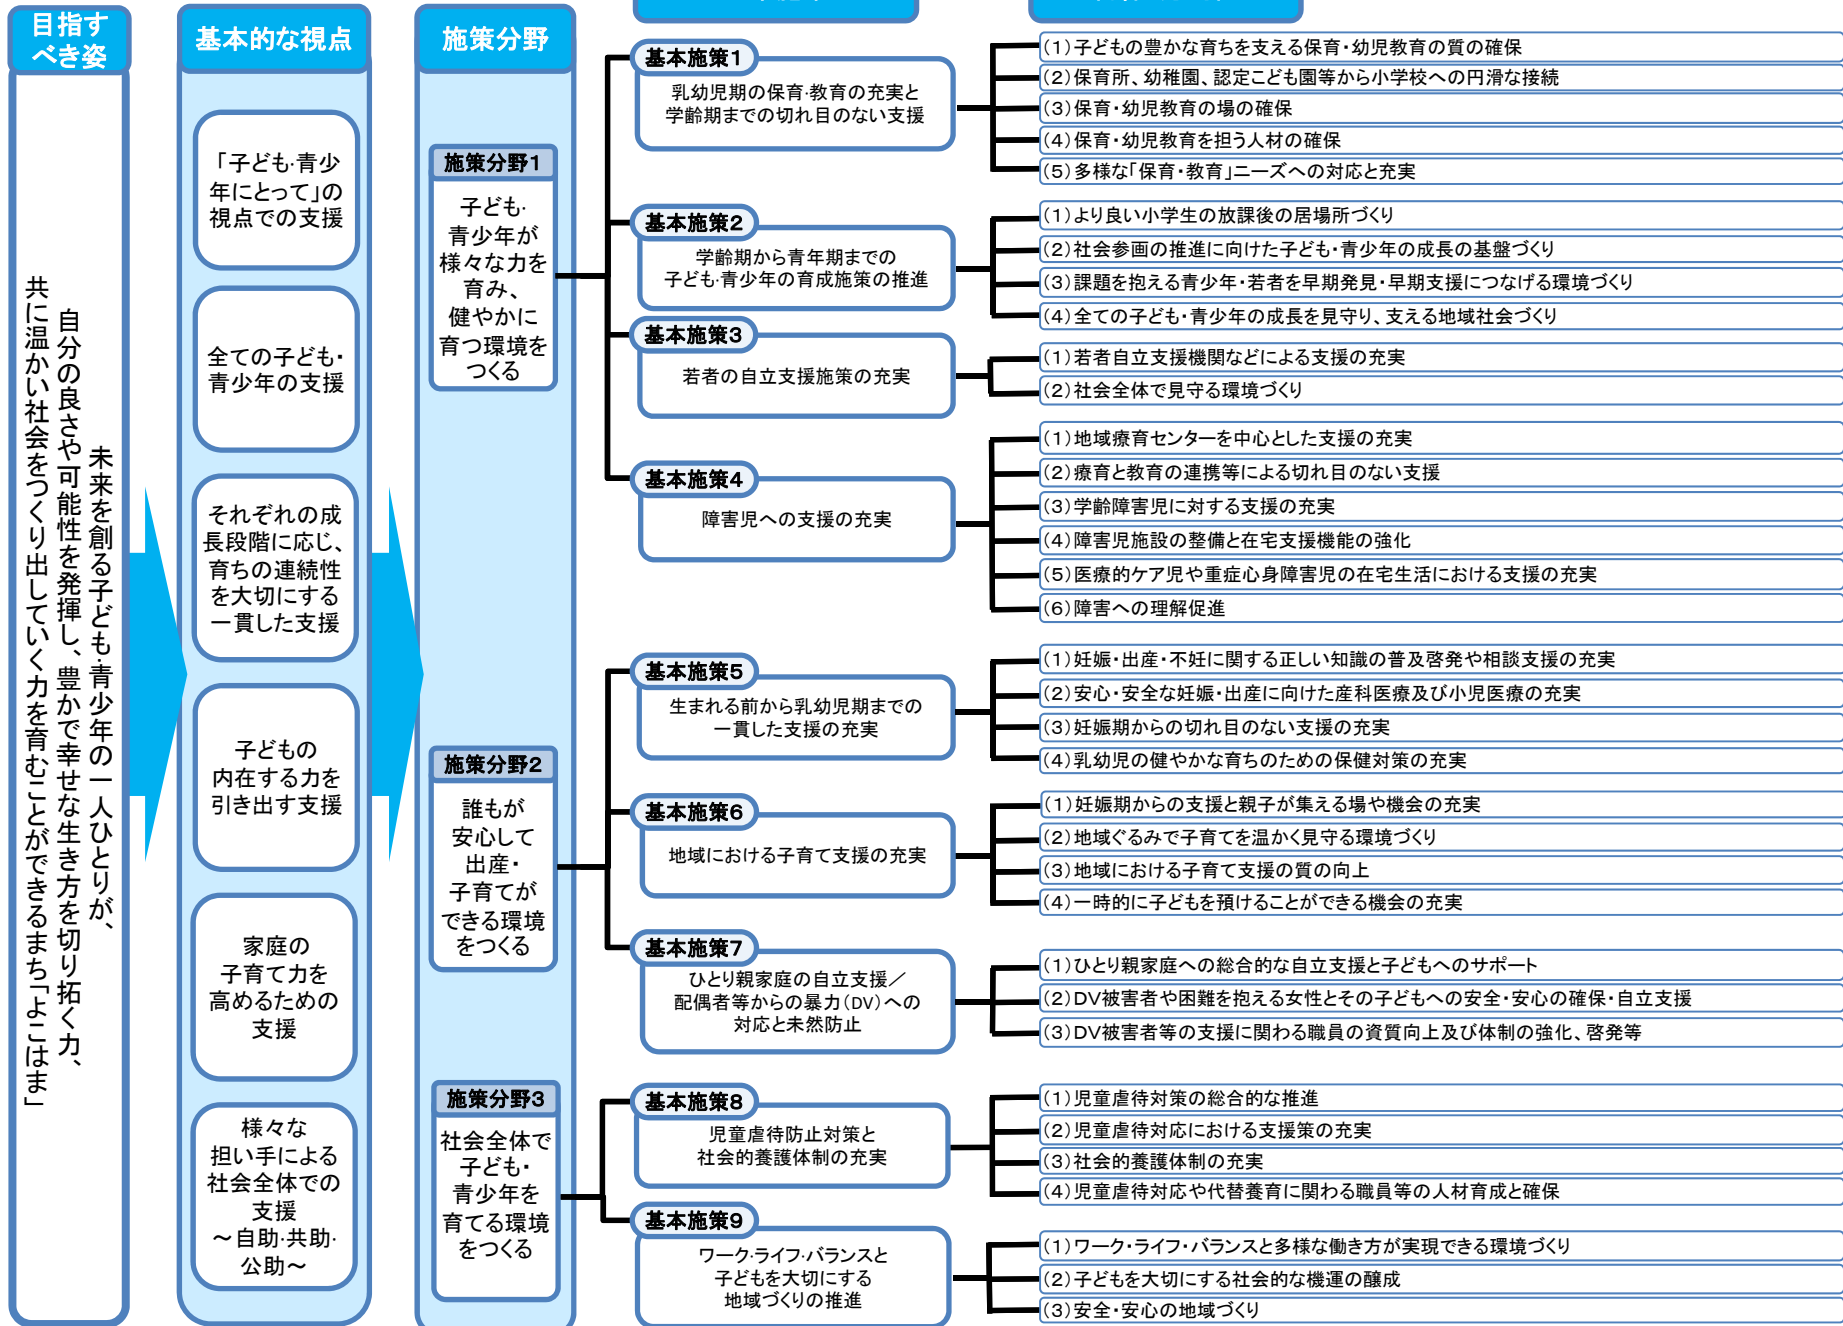 目指す
べき姿
未来を創る子ども・青少年の一人ひとりが、
自分の良さや可能性を発揮し、豊かで幸せな生き方を切り拓く力、
共に温かい社会をつくり出していく力を育むことができるまち「よこはま」
基本的な視点
「子ども・青少
年にとって」の
視点での支援
全ての子ども・
青少年の支援
それぞれの成
長段階に応じ、
育ちの連続性
を大切にする
一貫した支援
子どもの
内在する力を
引き出す支援
家庭の
子育て力を
高めるための
支援
様々な
担い手による
社会全体での
支援
～自助・共助・
公助～
施策分野
施策分野1
子ども・
青少年が
様々な力を
育み、
健やかに
育つ環境を
つくる
基本施策1
乳幼児期の保育・教育の充実と
学齢期までの切れ目のない支援
(1)子どもの豊かな育ちを支える保育・幼児教育の質の確保
(2)保育所、幼稚園、認定こども園等から小学校への円滑な接続
(3)保育・幼児教育の場の確保
(4)保育・幼児教育を担う人材の確保
(5)多様な「保育・教育」ニーズへの対応と充実
基本施策2
学齢期から青年期までの
子ども・青少年の育成施策の推進
(1)より良い小学生の放課後の居場所づくり
(2)社会参画の推進に向けた子ども・青少年の成長の基盤づくり
(3)課題を抱える青少年・若者を早期発見・早期支援につなげる環境づくり
(4)全ての子ども・青少年の成長を見守り、支える地域社会づくり
基本施策3
若者の自立支援施策の充実
(1)若者自立支援機関などによる支援の充実
(2)社会全体で見守る環境づくり
基本施策4
障害児への支援の充実
(1)地域療育センターを中心とした支援の充実
(2)療育と教育の連携等による切れ目のない支援
(3)学齢障害児に対する支援の充実
(4)障害児施設の整備と在宅支援機能の強化
(5)医療的ケア児や重症心身障害児の在宅生活における支援の充実
(6)障害への理解促進
施策分野2
誰もが
安心して
出産・
子育てが
できる環境
をつくる
基本施策5
生まれる前から乳幼児期までの
一貫した支援の充実
(1)妊娠・出産・不妊に関する正しい知識の普及啓発や相談支援の充実
(2)安心・安全な妊娠・出産に向けた産科医療及び小児医療の充実
(3)妊娠期からの切れ目のない支援の充実
(4)乳幼児の健やかな育ちのための保健対策の充実
基本施策6
地域における子育て支援の充実
(1)妊娠期からの支援と親子が集える場や機会の充実
(2)地域ぐるみで子育てを温かく見守る環境づくり
(3)地域における子育て支援の質の向上
(4)一時的に子どもを預けることができる機会の充実
基本施策7
ひとり親家庭の自立支援／
配偶者等からの暴力(DV)への
対応と未然防止
(1)ひとり親家庭への総合的な自立支援と子どもへのサポート
(2)DV被害者や困難を抱える女性とその子どもへの安全・安心の確保・自立支援
(3)DV被害者等の支援に関わる職員の資質向上及び体制の強化、啓発等
施策分野3
社会全体で
子ども・
青少年を
育てる環境
をつくる
基本施策8
児童虐待防止対策と
社会的養護体制の充実
(1)児童虐待対策の総合的な推進
(2)児童虐待対応における支援策の充実
(3)社会的養護体制の充実
(4)児童虐待対応や代替養育に関わる職員等の人材育成と確保
基本施策9
ワーク・ライフ・バランスと
子どもを大切にする
地域づくりの推進
(1)ワーク・ライフ・バランスと多様な働き方が実現できる環境づくり
(2)子どもを大切にする社会的な機運の醸成
(3)安全・安心の地域づくり